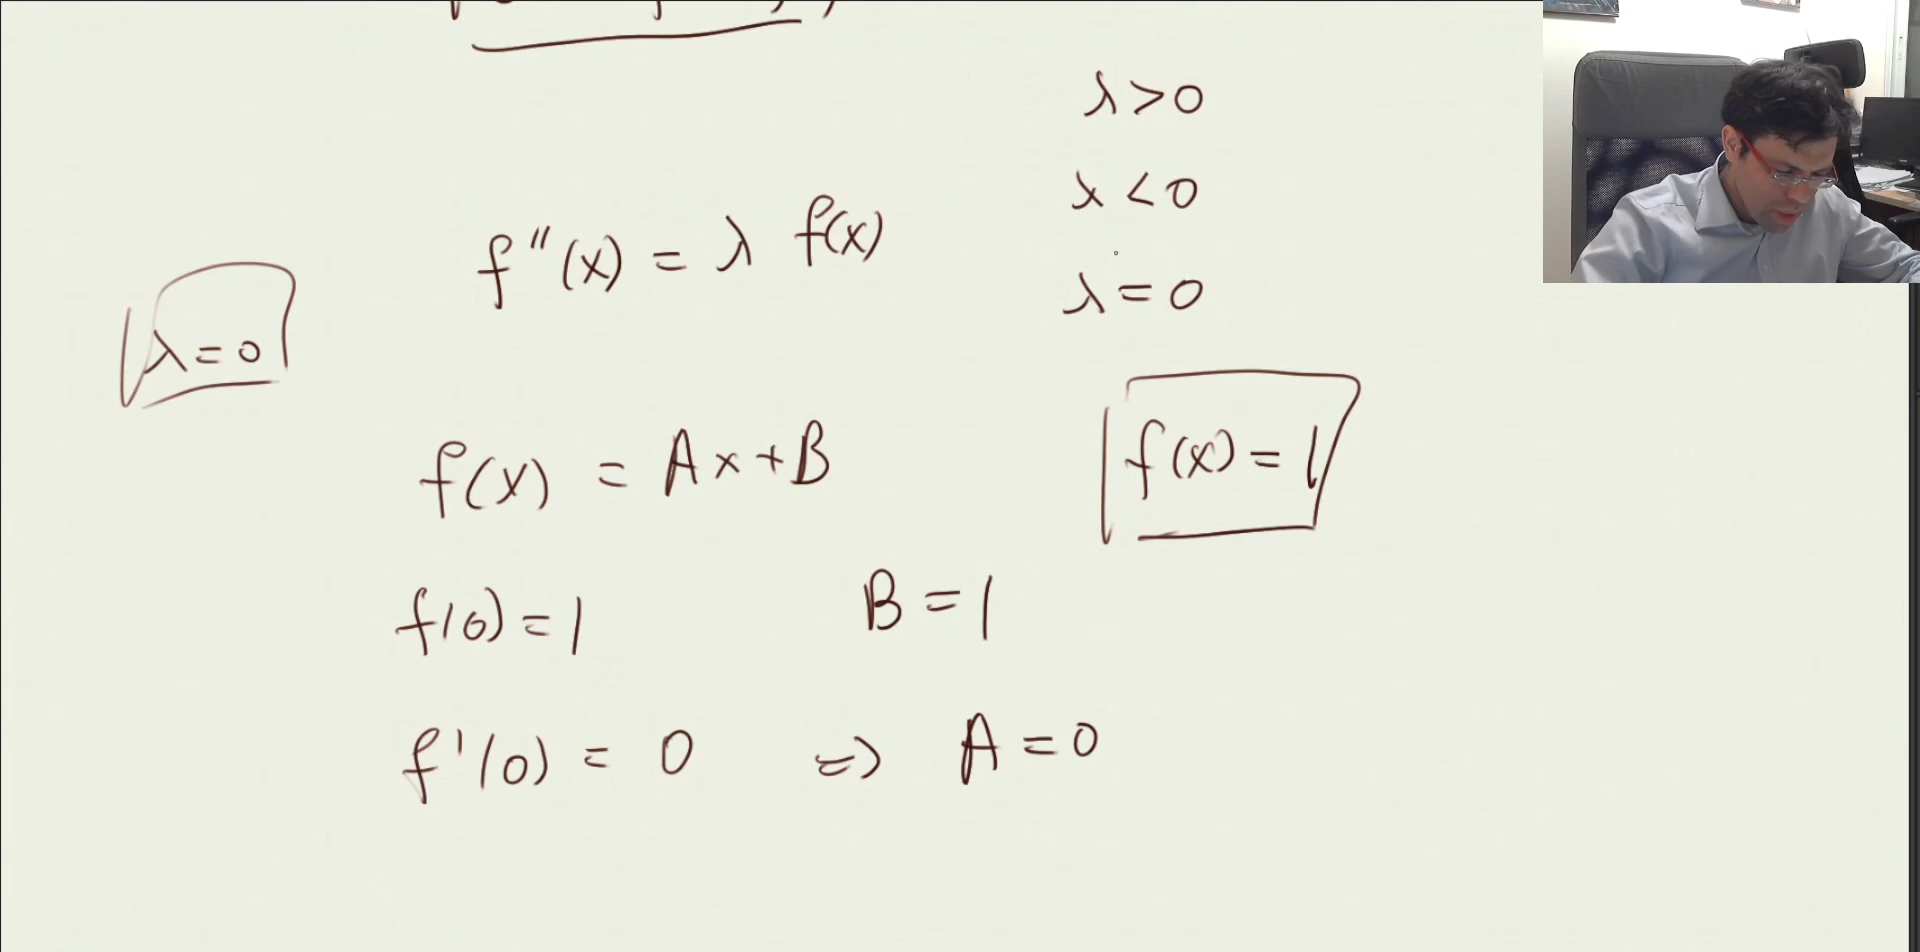 λ > 0
λ < 0
f''(x) = λ f(x)
λ = 0
λ = 0
f(x) = Ax + B
f(x) = 1
f(0) = 1
B = 1
f'(0) = 0 => A = 0